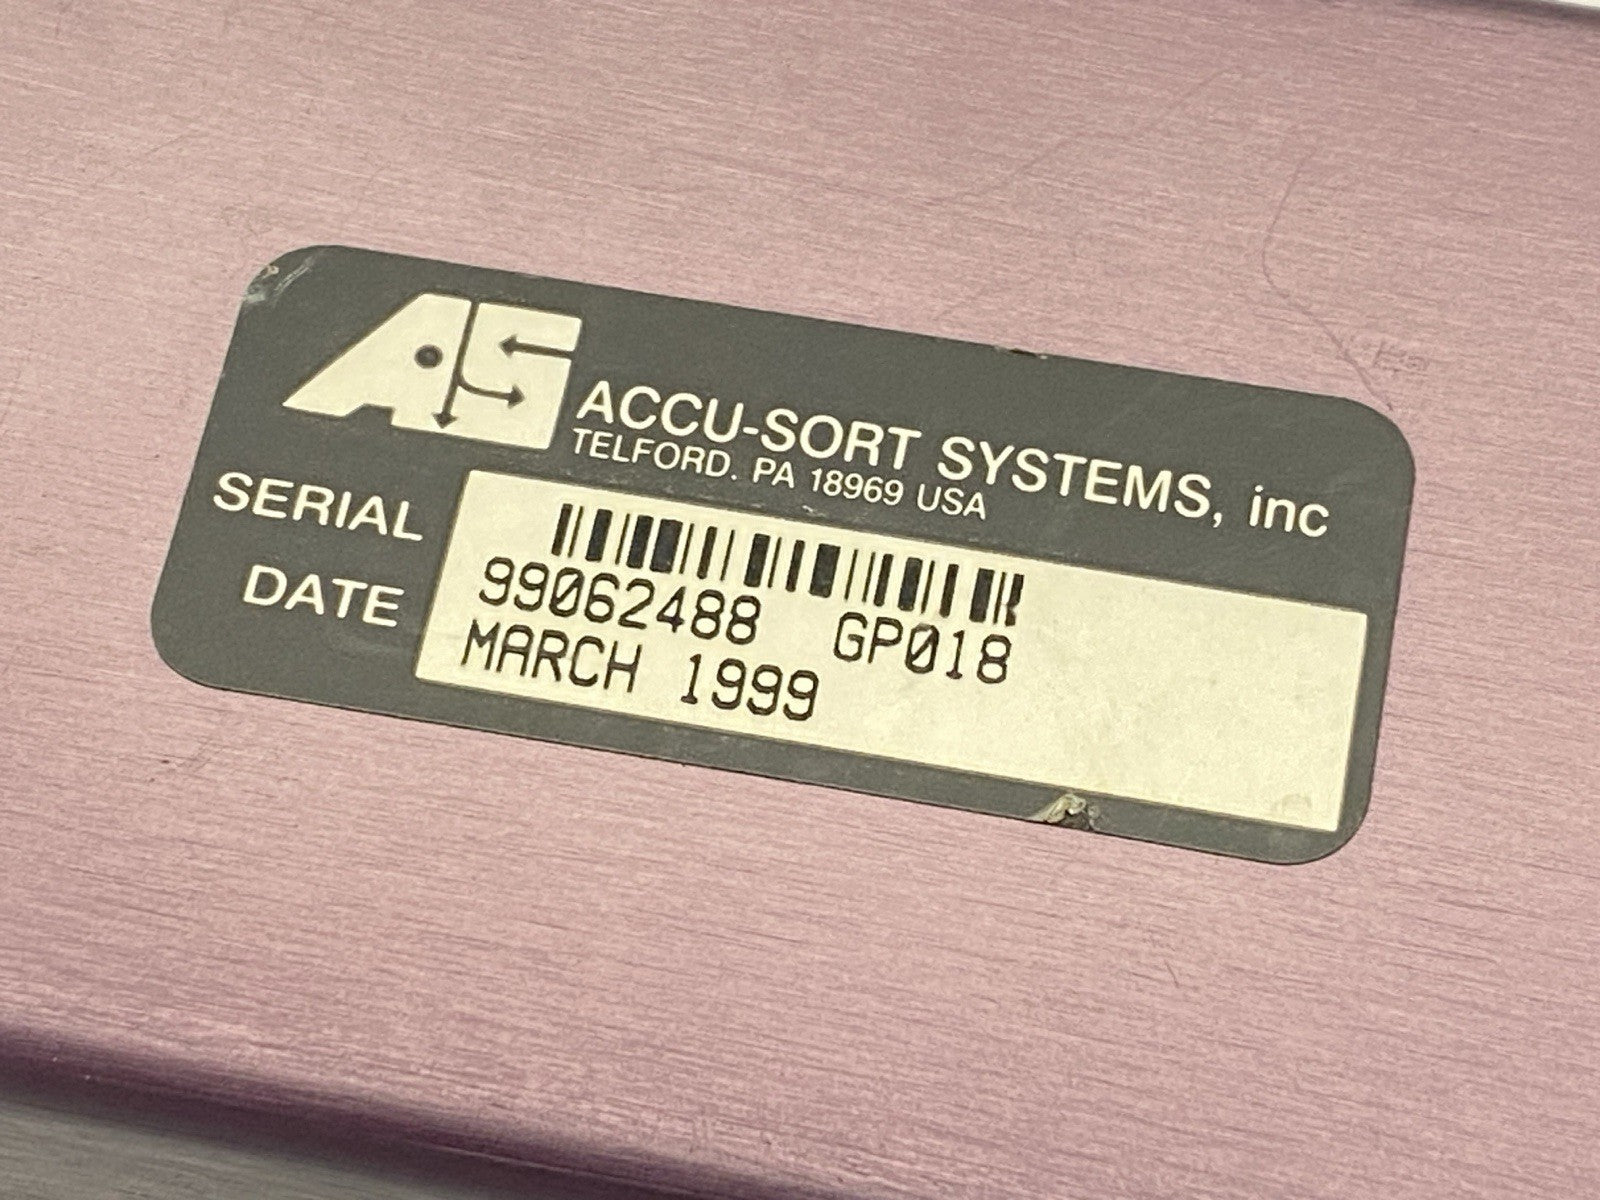 AS
ACCU-SORT SYSTEMS, inc
TELFORD. PA 18969 USA
SERIAL 99062488 GP018
DATE MARCH 1999